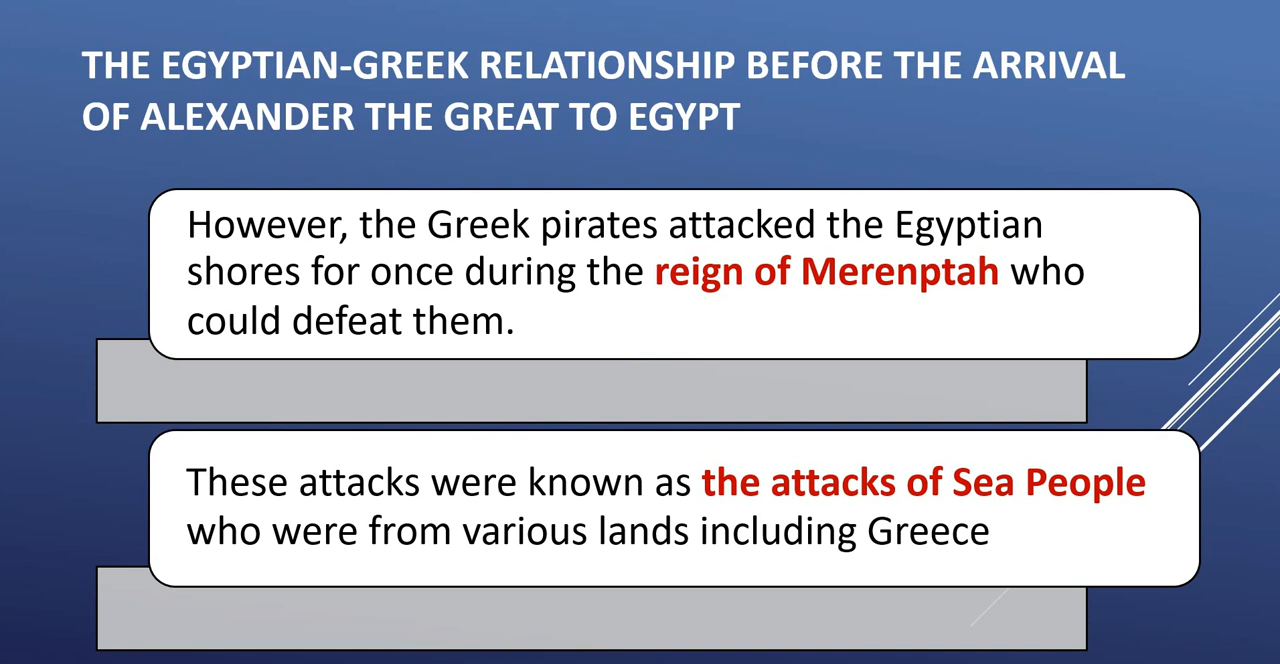 THE EGYPTIAN-GREEK RELATIONSHIP BEFORE THE ARRIVAL
OF ALEXANDER THE GREAT TO EGYPT
However, the Greek pirates attacked the Egyptian
shores for once during the reign of Merenptah who
could defeat them.
These attacks were known as the attacks of Sea People
who were from various lands including Greece